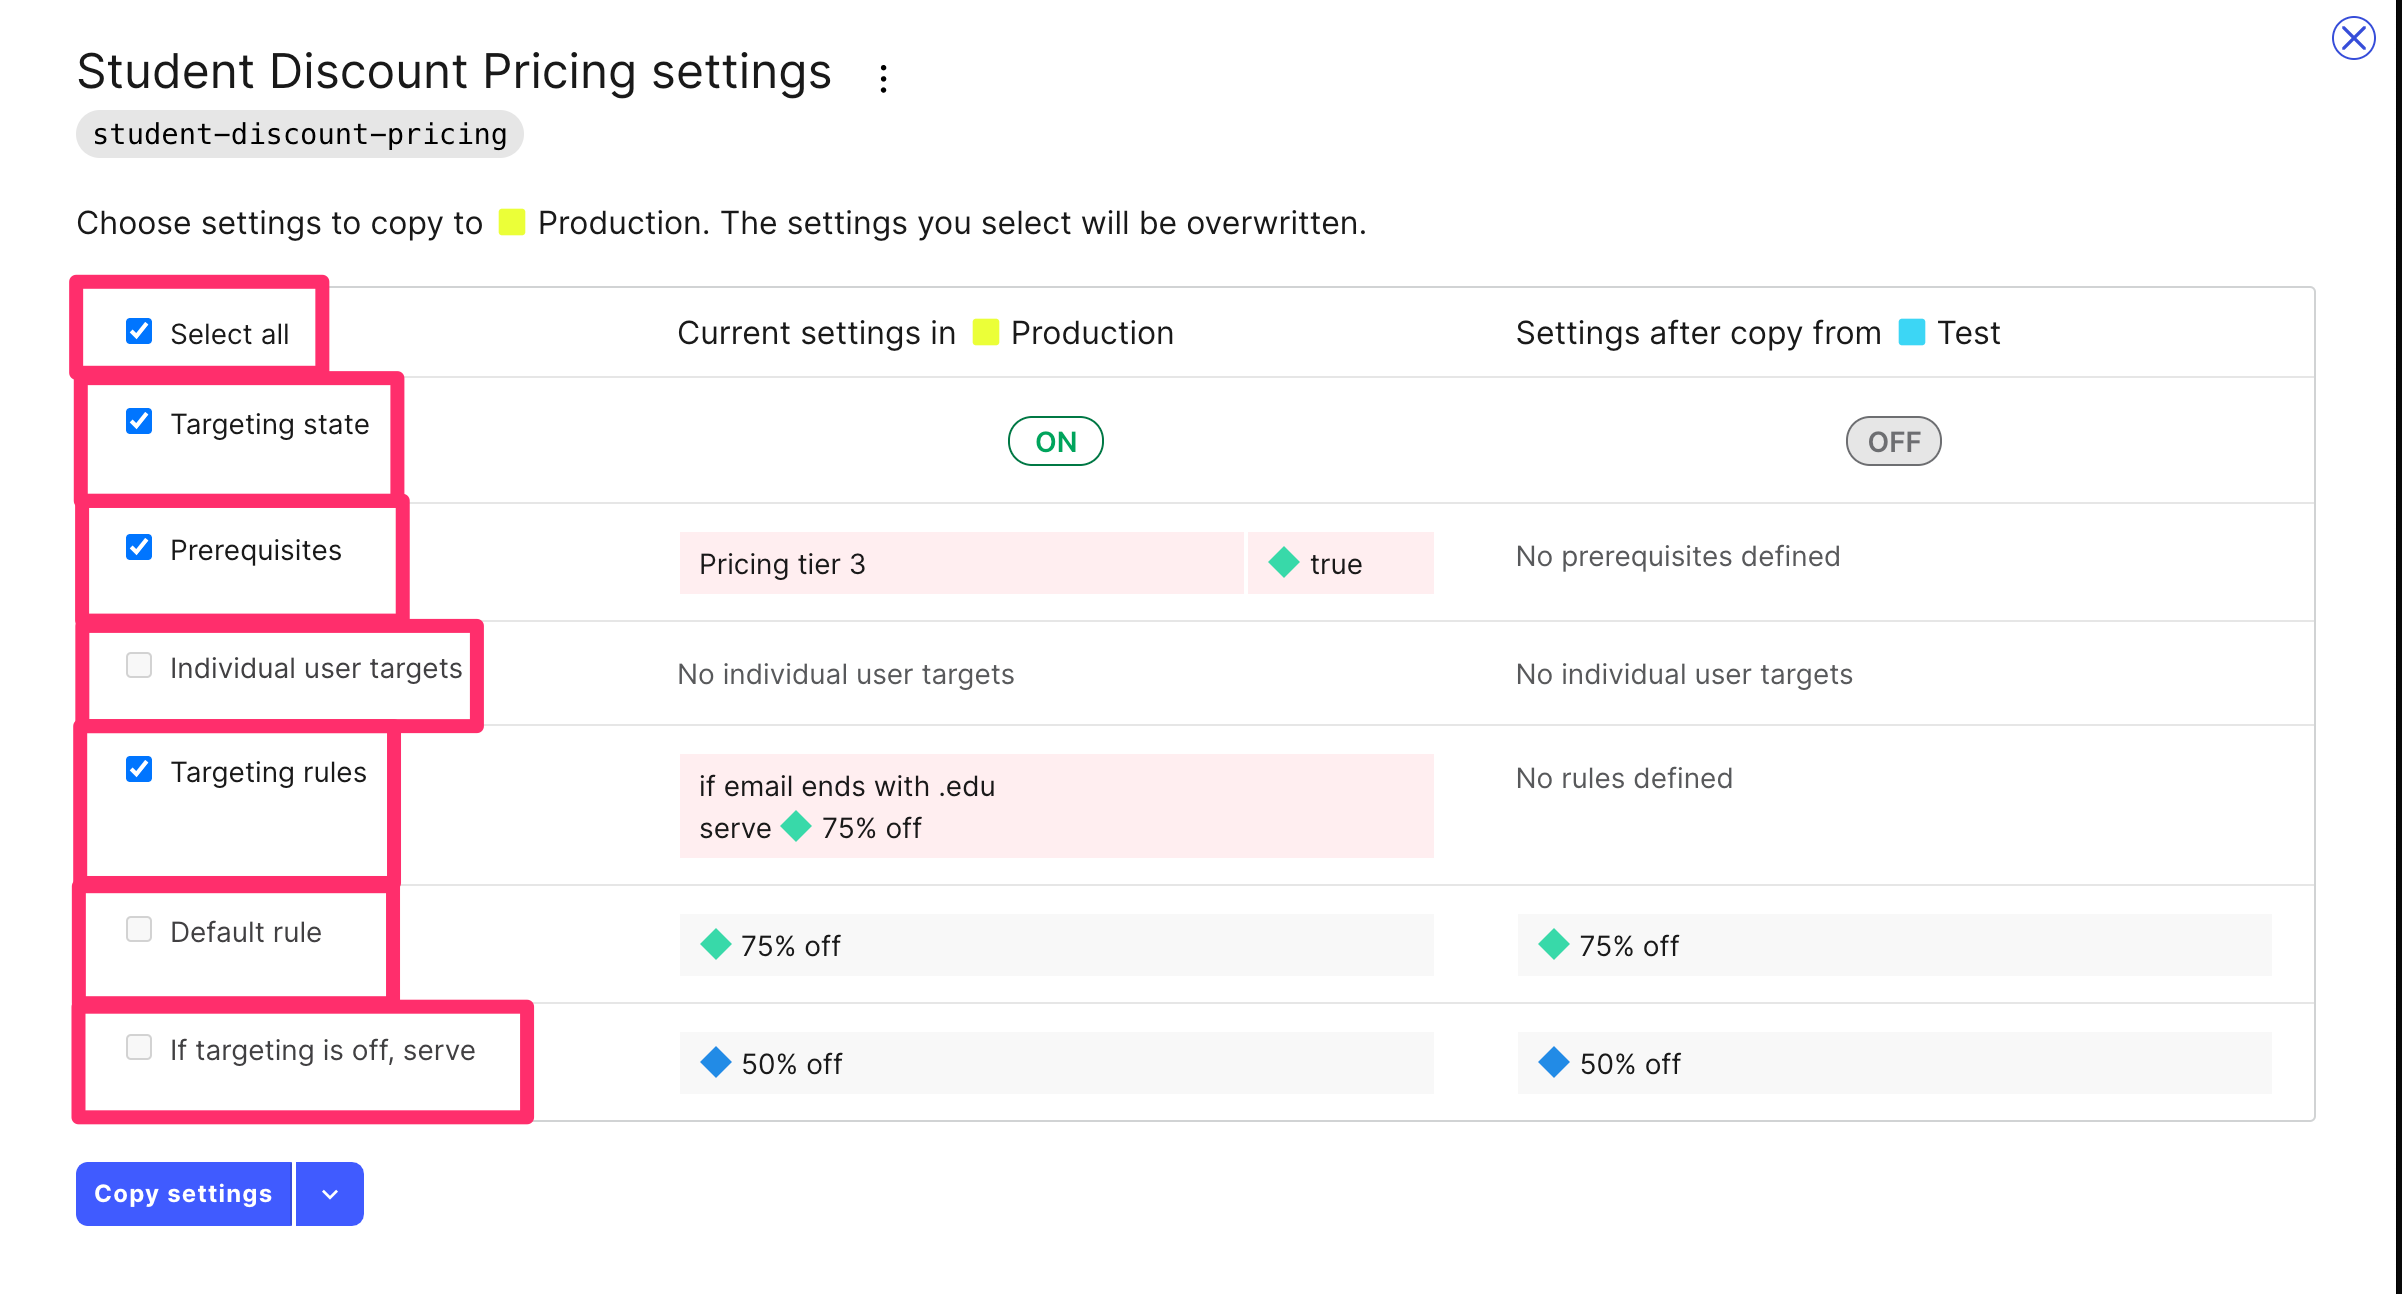 Student Discount Pricing settings
student-discount-pricing
Choose settings to copy to Production. The settings you select will be overwritten.
Select all
Current settings in Production
Settings after copy from Test
Targeting state
ON
OFF
Prerequisites
Pricing tier 3
true
No prerequisites defined
Individual user targets
No individual user targets
No individual user targets
Targeting rules
if email ends with .edu
serve 75% off
No rules defined
Default rule
75% off
75% off
If targeting is off, serve
50% off
50% off
Copy settings